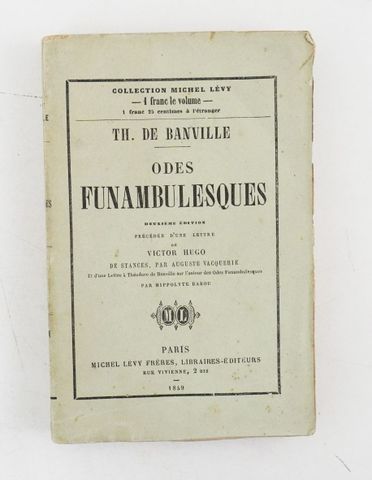 COLLECTION MICHEL LÉVY
— 1 franc le volume —
1 franc 25 centimes à l'étranger
TH. DE BANVILLE
ODES
FUNAMBULESQUES
DEUXIÈME ÉDITION
PRÉCÉDÉE D'UNE LETTRE
DE
VICTOR HUGO
DE STANCES, PAR AUGUSTE VACQUERIE
Et d'une Lettre à Théodore de Banville sur l'auteur des Odes Funambulesques
PAR HIPPOLYTE BABOU
ML
PARIS
MICHEL LÉVY FRÈRES, LIBRAIRES-ÉDITEURS
RUE VIVIENNE, 2 BIS
1859